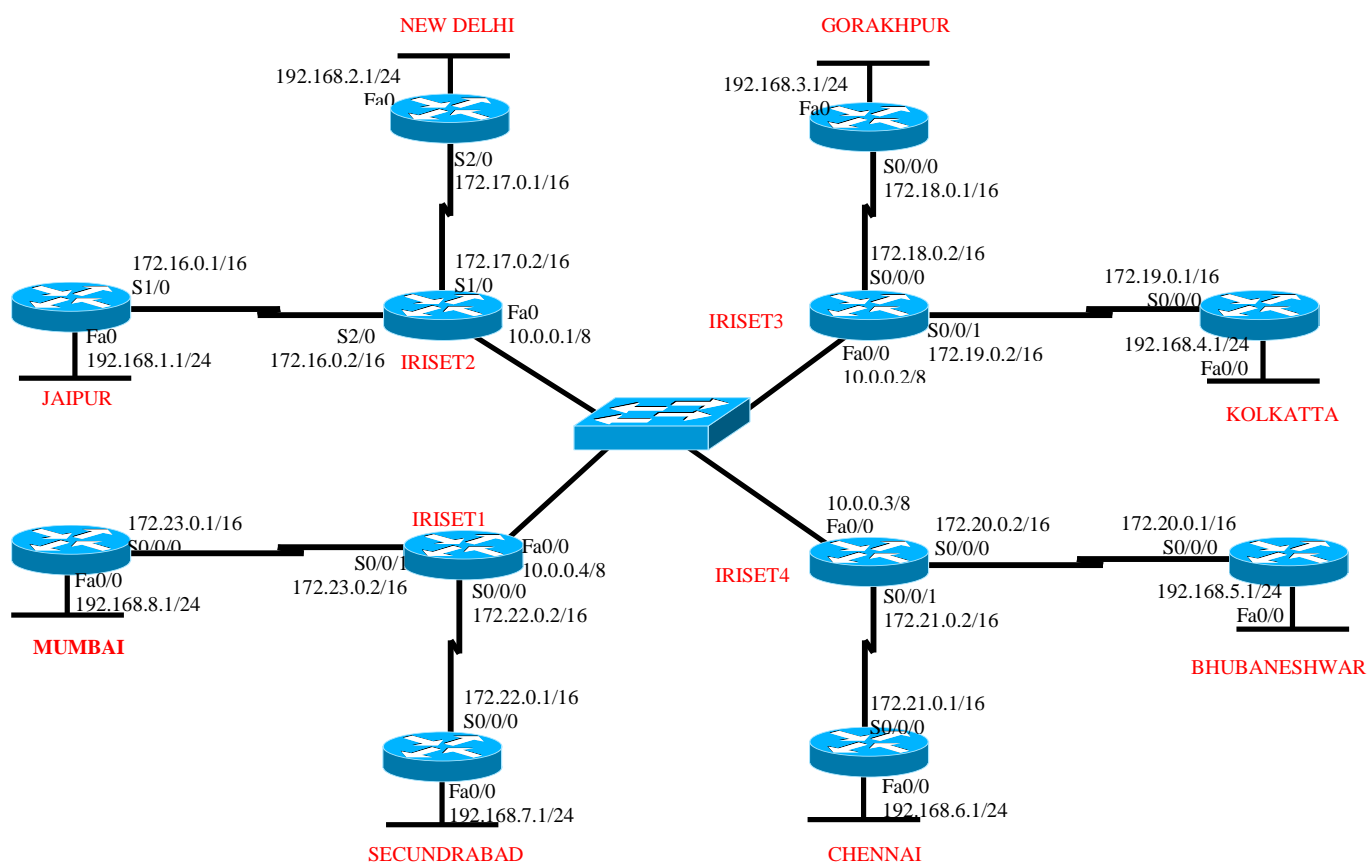 NEW DELHI
192.168.2.1/24
Fa0
S2/0
172.17.0.1/16
GORAKHPUR
192.168.3.1/24
Fa0
S0/0/0
172.18.0.1/16
172.16.0.1/16
S1/0
Fa0
192.168.1.1/24
JAIPUR
172.17.0.2/16
S1/0
Fa0
10.0.0.1/8
S2/0
172.16.0.2/16
IRISET2
172.18.0.2/16
S0/0/0
IRISET3
S0/0/1
172.19.0.2/16
Fa0/0
10.0.0.2/8
172.19.0.1/16
S0/0/0
192.168.4.1/24
Fa0/0
KOLKATTA
172.23.0.1/16
S0/0/0
Fa0/0
192.168.8.1/24
MUMBAI
IRISET1
Fa0/0
10.0.0.4/8
S0/0/1
172.23.0.2/16
S0/0/0
172.22.0.2/16
10.0.0.3/8
Fa0/0
IRISET4
172.20.0.2/16
S0/0/0
S0/0/1
172.21.0.2/16
172.20.0.1/16
S0/0/0
192.168.5.1/24
Fa0/0
BHUBANESHWAR
172.22.0.1/16
S0/0/0
Fa0/0
192.168.7.1/24
SECUNDRABAD
172.21.0.1/16
S0/0/0
Fa0/0
192.168.6.1/24
CHENNAI